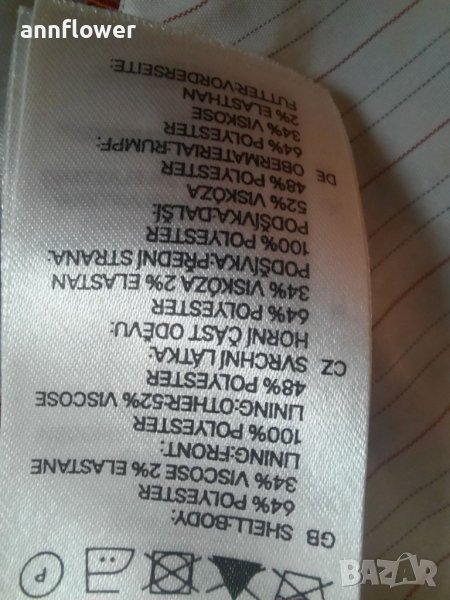 annflower
GB SHELL-BODY:
64% POLYESTER
34% VISCOSE 2% ELASTANE
LINING:FRONT:
100% POLYESTER
LINING:OTHER:52% VISCOSE
48% POLYESTER
CZ SVRCHNÍ LÁTKA:
HORNÍ ČAST ODĚVU:
64% POLYESTER
34% VISKÓZA 2% ELASTAN
PODŠÍVKA:PŘEDNÍ STRANA:
100% POLYESTER
PODŠÍVKA:DALŠÍ:
52% VISKÓZA
48% POLYESTER
DE OBERMATERIAL:RUMPF:
64% POLYESTER
34% VISKOSE
2% ELASTHAN
FUTTER:VORDERSEITE:
P
BAZAR